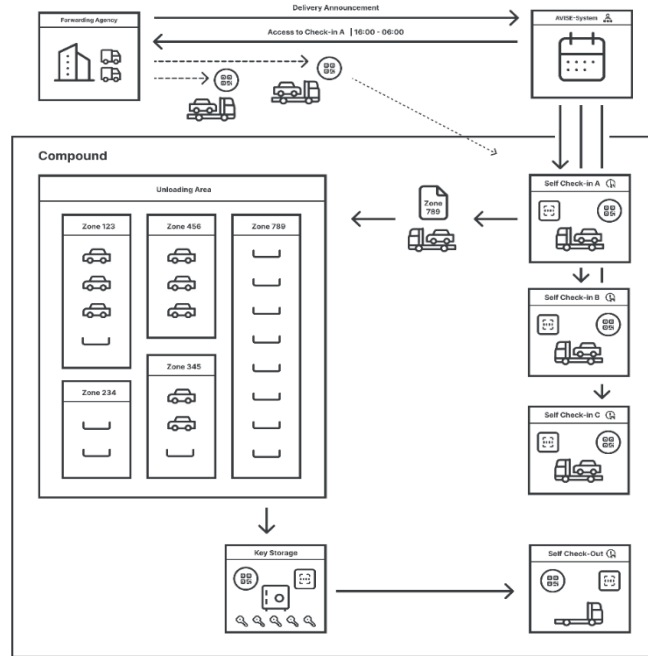 Delivery Announcement
Forwarding Agency
AVISE-System
Access to Check-in A | 16:00 - 06:00
Compound
Unloading Area
Self Check-in A
Zone 789
Zone 123
Zone 456
Zone 789
Self Check-in B
Zone 234
Zone 345
Self Check-in C
Key Storage
Self Check-Out